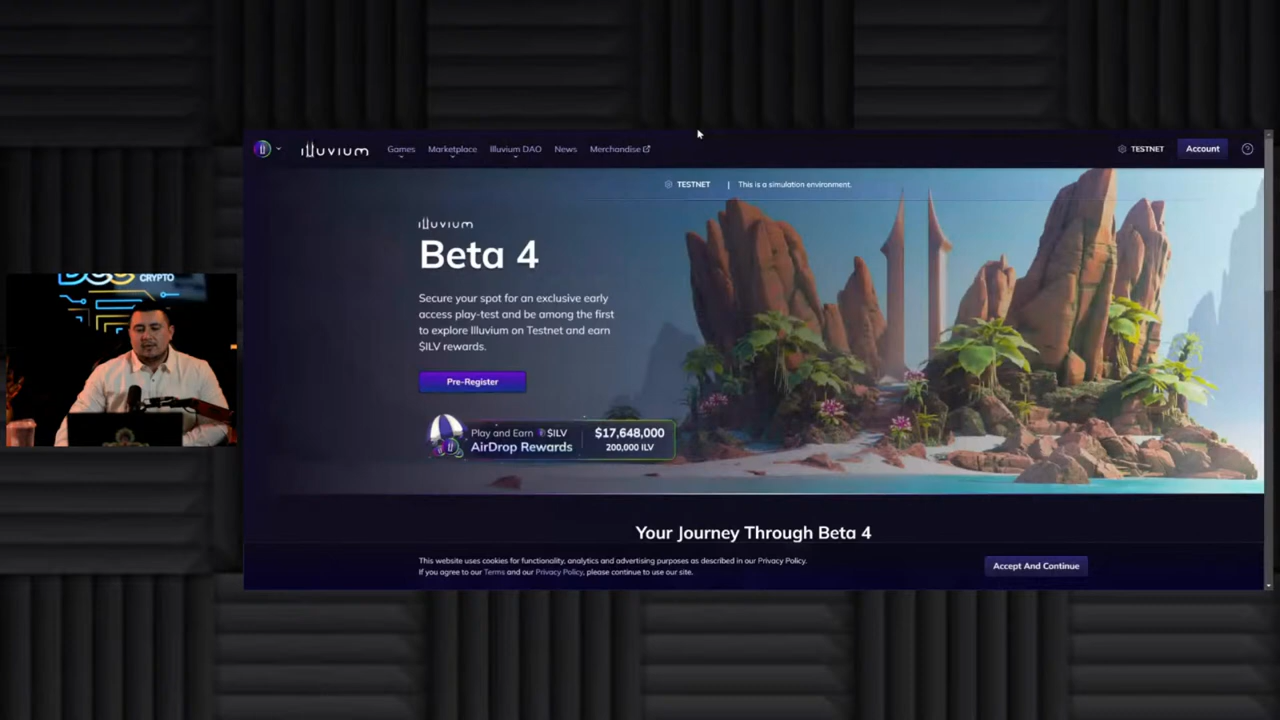 CRYPTO
illuvium
Games
Marketplace
Illuvium DAO
News
Merchandise
TESTNET
Account
TESTNET | This is a simulation environment.
illuvium
Beta 4
Secure your spot for an exclusive early
access play-test and be among the first
to explore Illuvium on Testnet and earn
$ILV rewards.
Pre-Register
Play and Earn $ILV
AirDrop Rewards
$17,648,000
200,000 ILV
Your Journey Through Beta 4
This website uses cookies for functionality, analytics and advertising purposes as described in our Privacy Policy.
If you agree to our Terms and our Privacy Policy, please continue to use our site.
Accept And Continue